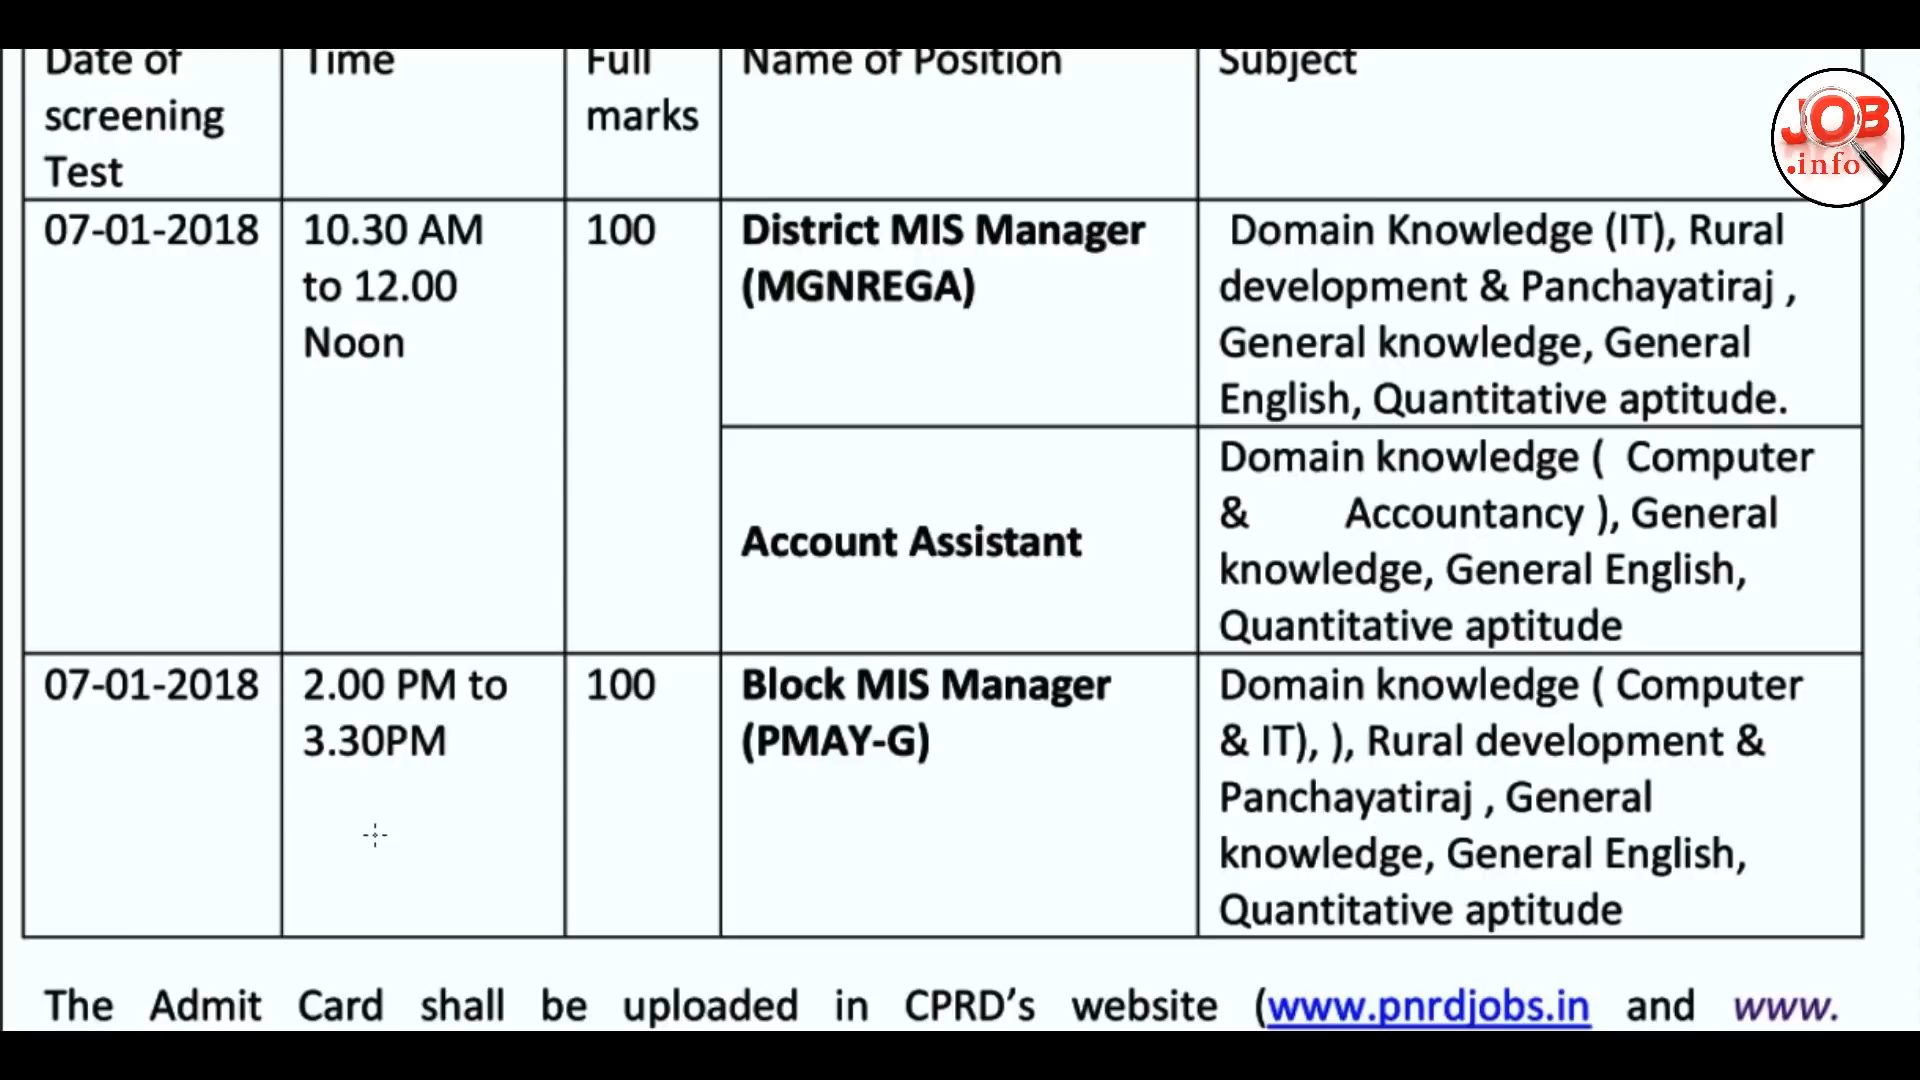 Date of
screening
Test
Time
Full
marks
Name of Position
Subject
JOB
.info
07-01-2018
10.30 AM
to 12.00
Noon
100
District MIS Manager
(MGNREGA)
Domain Knowledge (IT), Rural
development & Panchayatiraj ,
General knowledge, General
English, Quantitative aptitude.
Account Assistant
Domain knowledge ( Computer
& Accountancy ), General
knowledge, General English,
Quantitative aptitude
07-01-2018
2.00 PM to
3.30PM
100
Block MIS Manager
(PMAY-G)
Domain knowledge ( Computer
& IT), ), Rural development &
Panchayatiraj , General
knowledge, General English,
Quantitative aptitude
The Admit Card shall be uploaded in CPRD’s website (www.pnrdjobs.in and www.